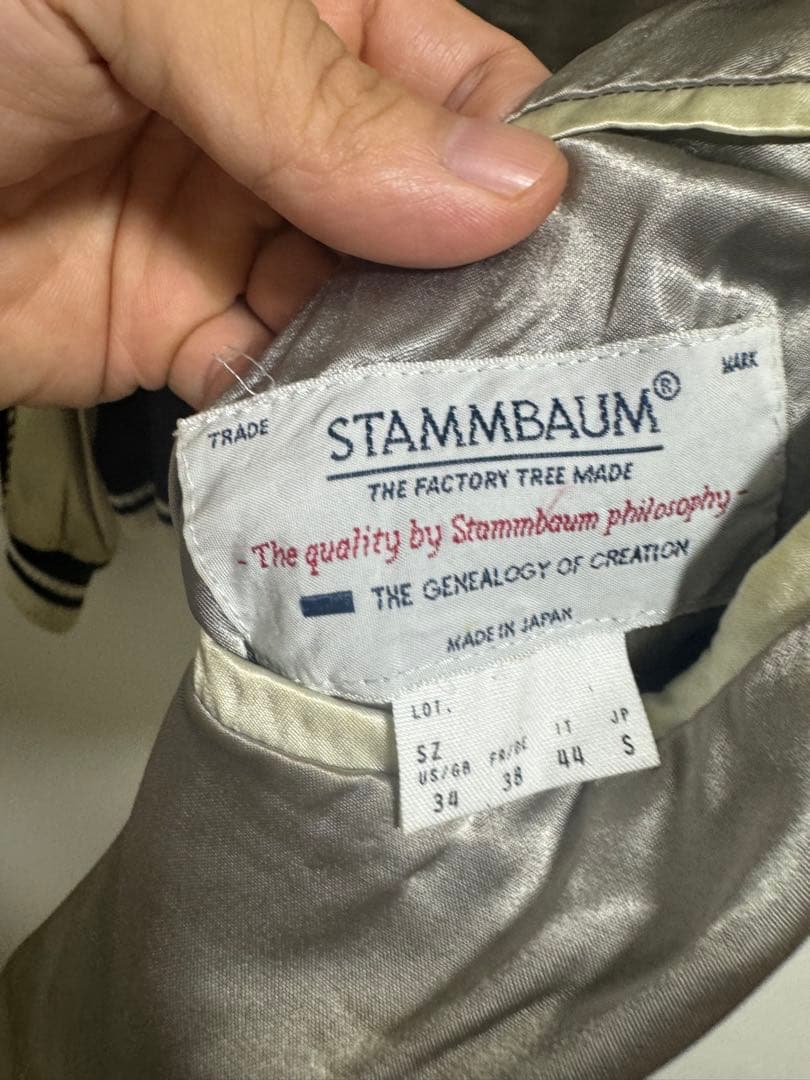 TRADE MARK
STAMMBAUM®
THE FACTORY TREE MADE
-The quality by Stammbaum philosophy-
THE GENEALOGY OF CREATION
MADE IN JAPAN
LOT.
SZ
US/GB FR/BE IT JP
34 38 44 S